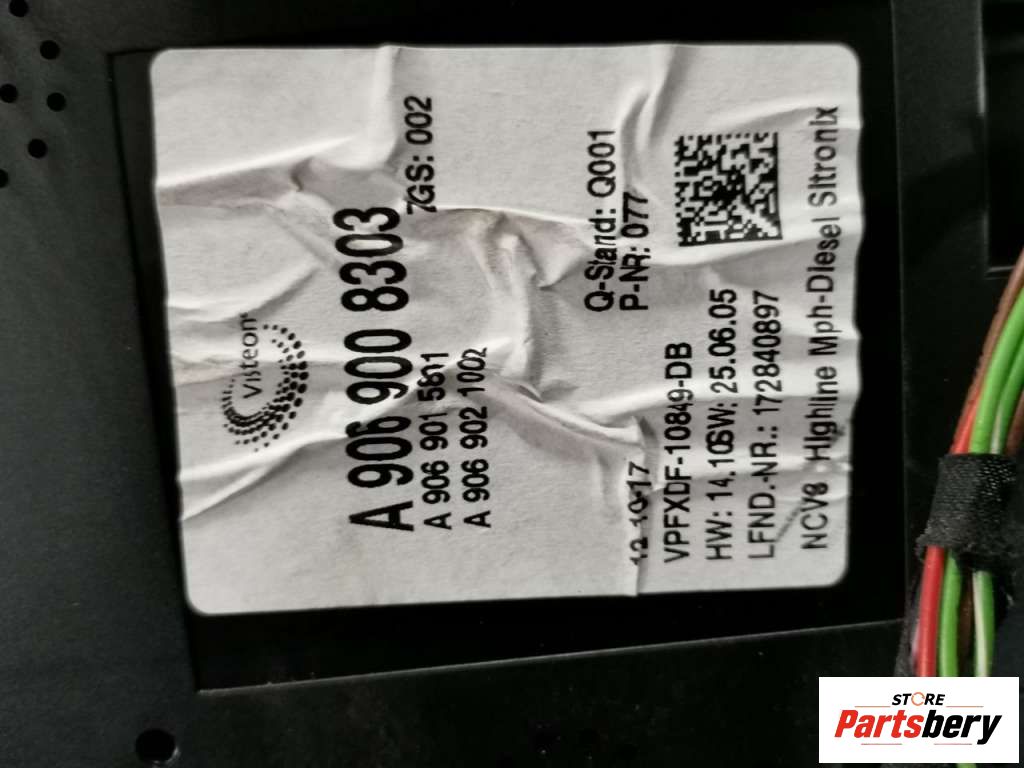 Visteon
A 906 900 8303
A 906 901 5611
ZGS: 002
A 906 902 1002
Q-Stand: Q001
P-NR: 077
12-10-17
VPFXDF-10849-DB
HW: 14.10 SW: 25.06.05
LFND.-NR.: 172840897
NCV3 - Highline Mph-Diesel Sitronix
STORE
Partsbery